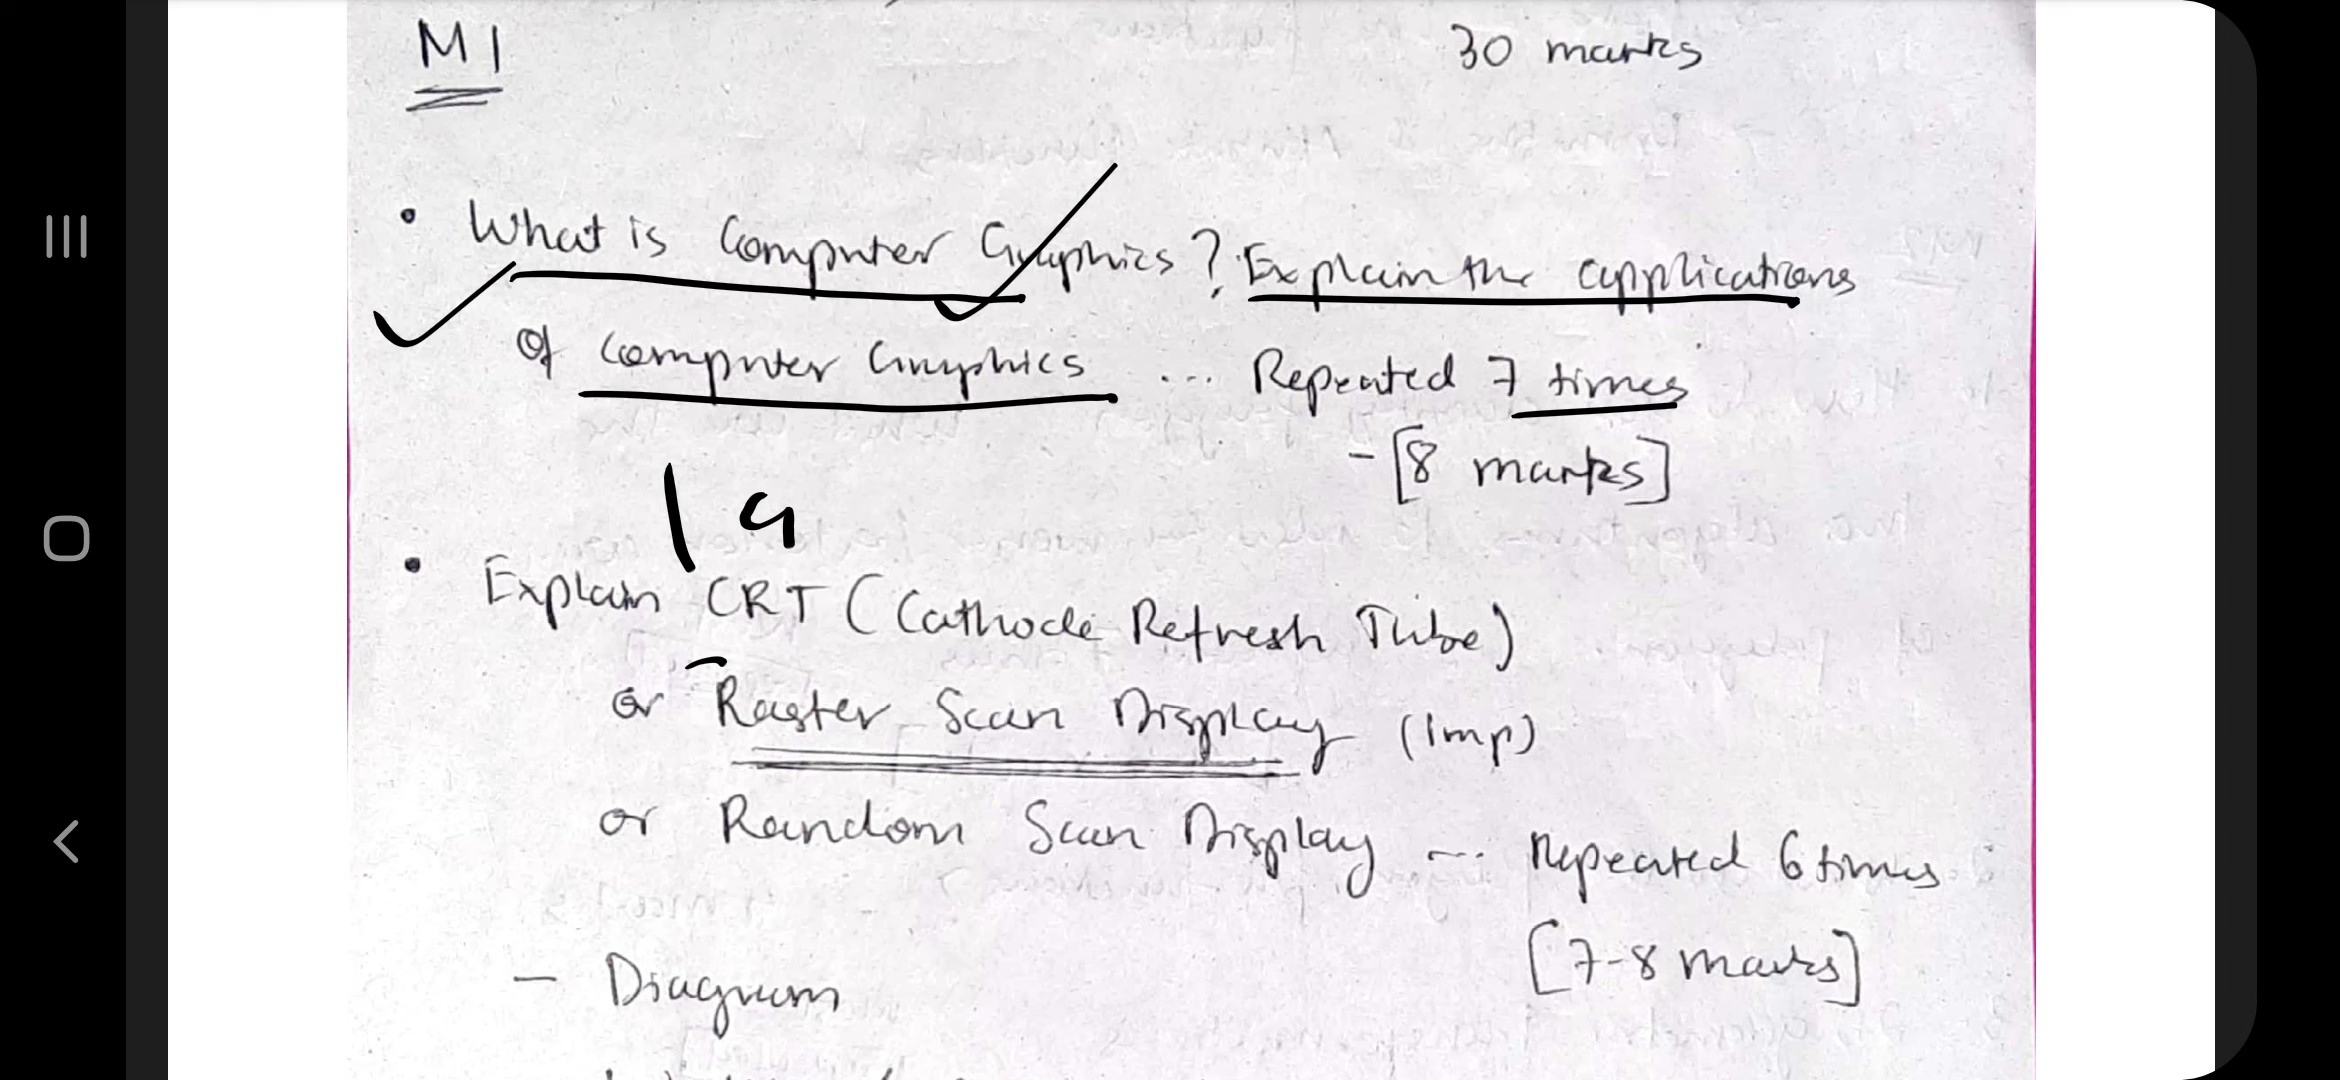 M1
30 marks
• What is Computer Graphics? Explain the applications
of Computer Graphics ... Repeated 7 times
- [8 marks]
• Explain CRT (Cathode Refresh Tube)
or Raster Scan Display (Imp)
or Random Scan Display ... Repeated 6 times
[7-8 marks]
- Diagram